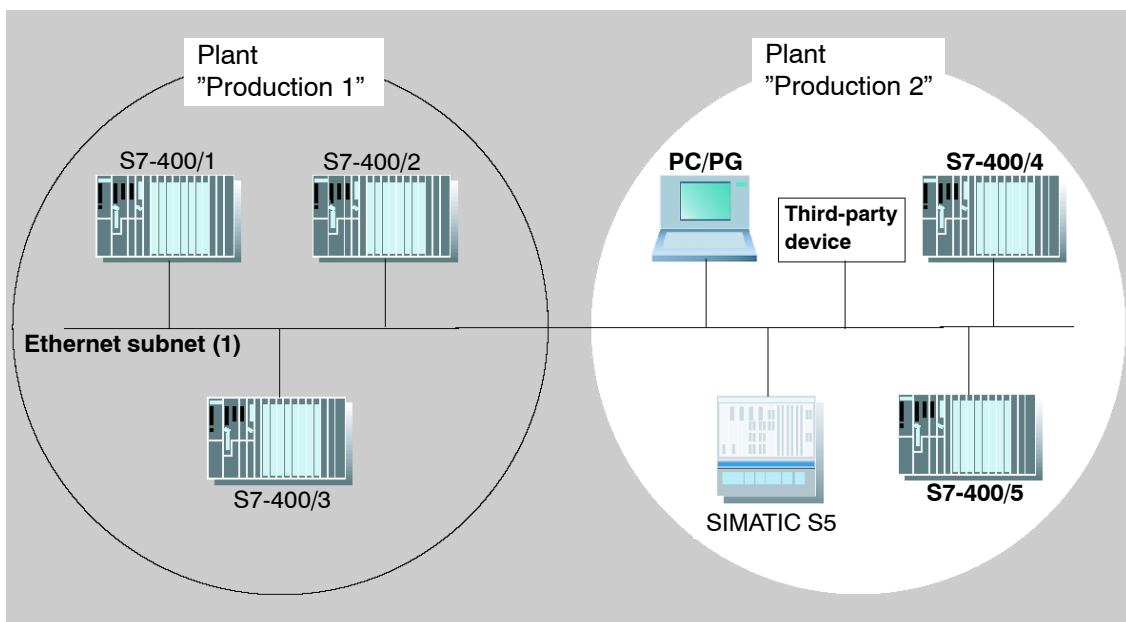 Plant
”Production 1”
Plant
”Production 2”
S7-400/1
S7-400/2
PC/PG
S7-400/4
Third-party
device
Ethernet subnet (1)
S7-400/3
SIMATIC S5
S7-400/5